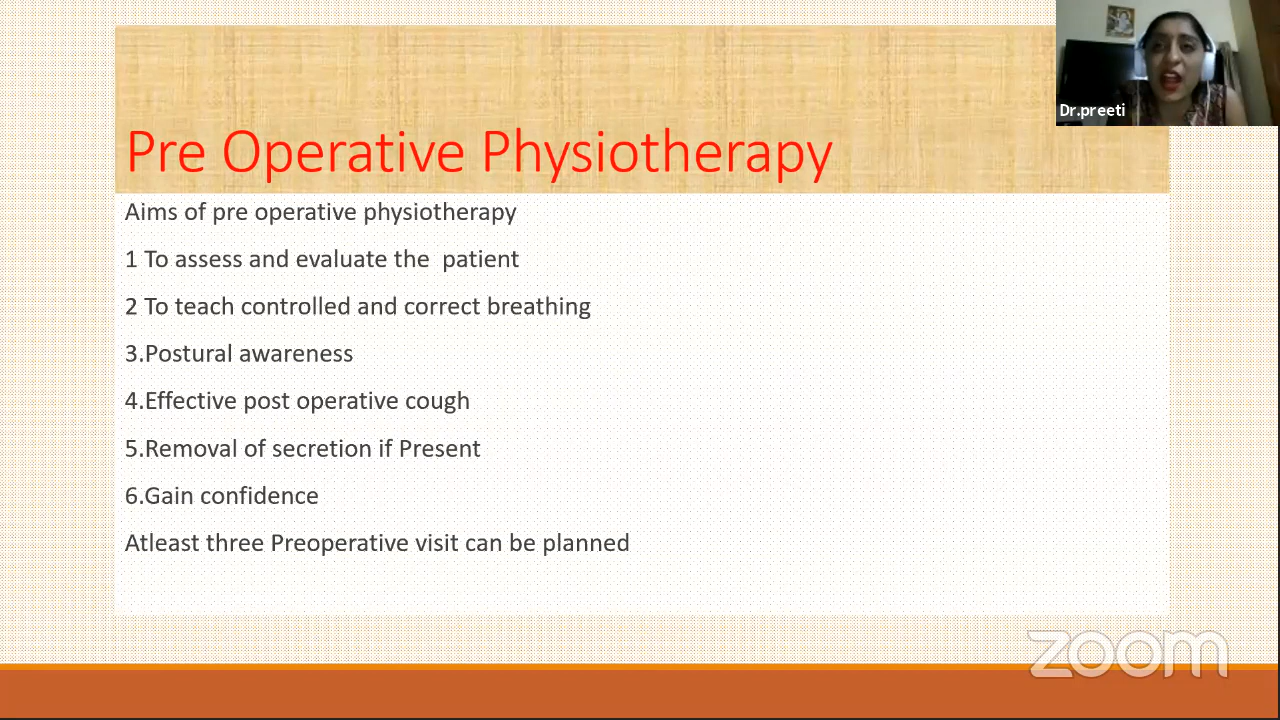 Dr.preeti
Pre Operative Physiotherapy
Aims of pre operative physiotherapy
1 To assess and evaluate the  patient
2 To teach controlled and correct breathing
3.Postural awareness
4.Effective post operative cough
5.Removal of secretion if Present
6.Gain confidence
Atleast three Preoperative visit can be planned
zoom